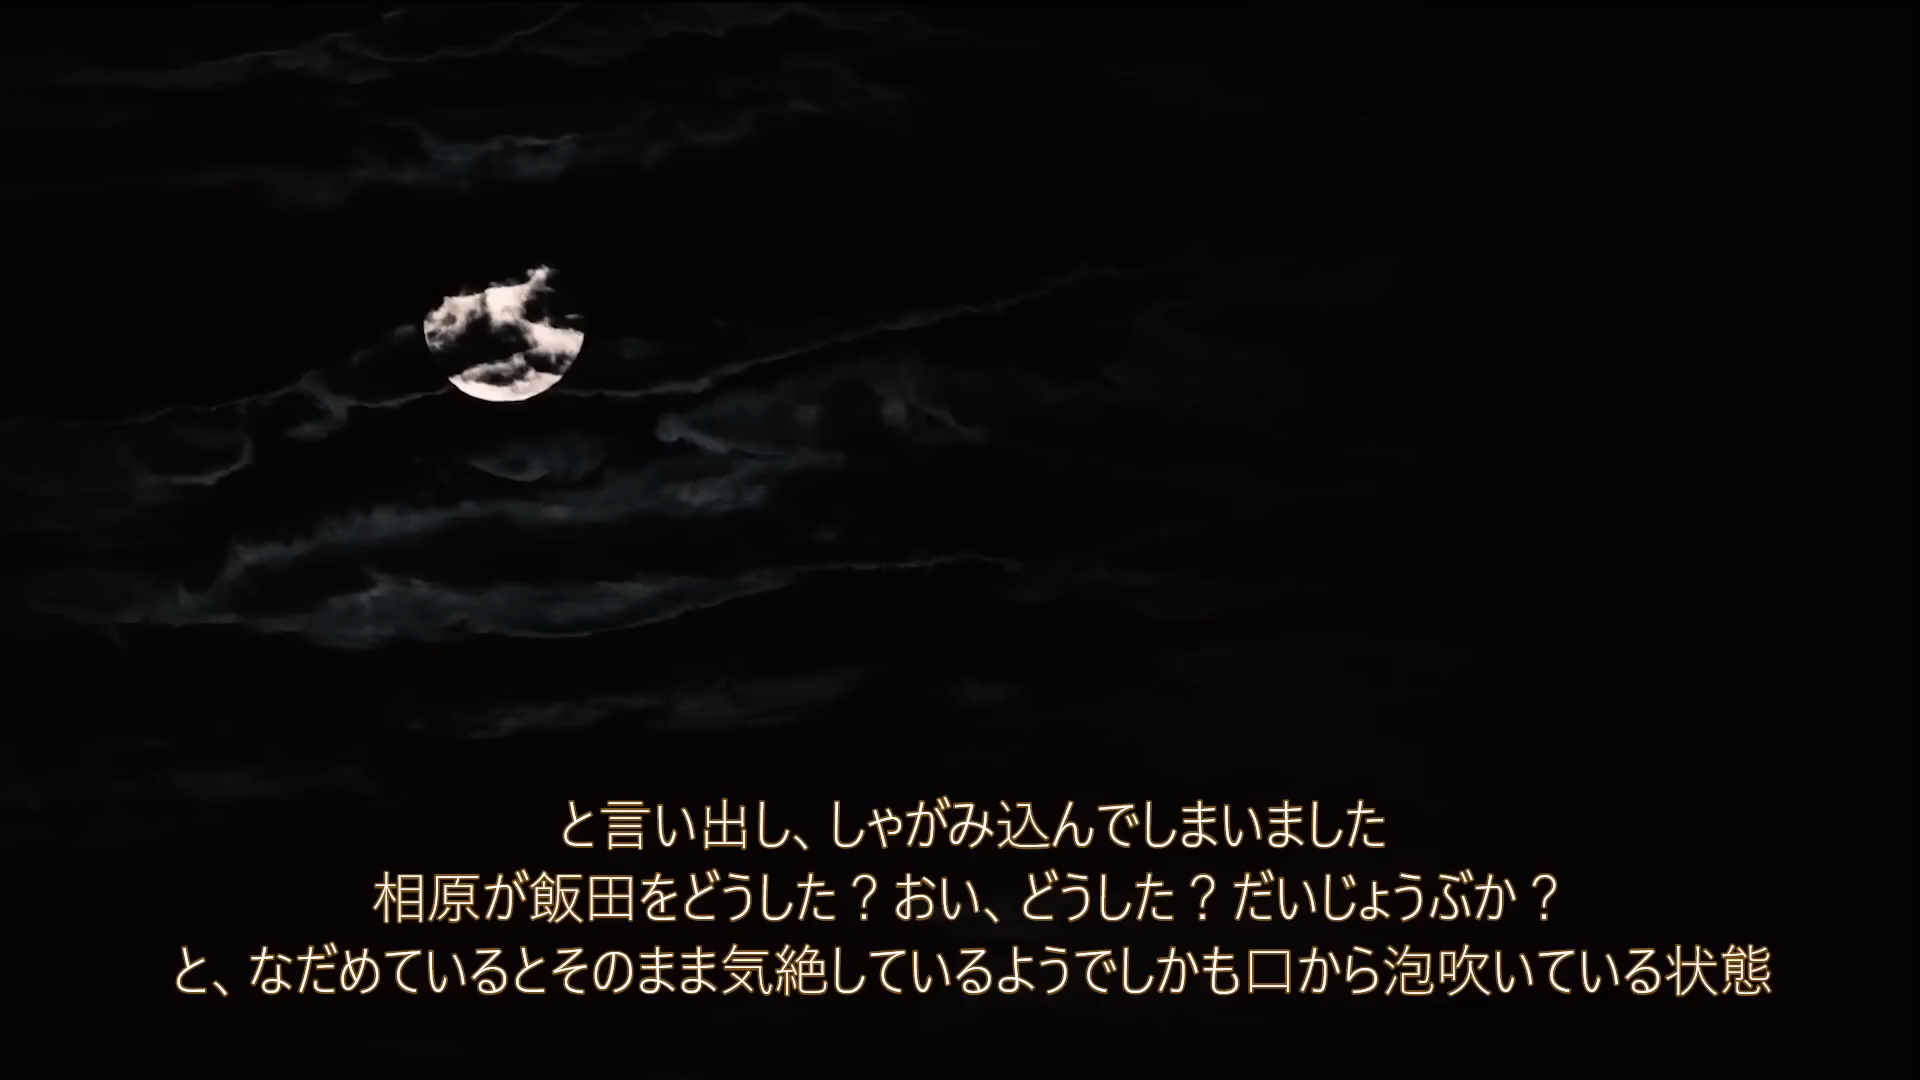 と言い出し、しゃがみ込んでしまいました
相原が飯田をどうした？おい、どうした？だいじょうぶか？
と、なだめているとそのまま気絶しているようでしかも口から泡吹いている状態